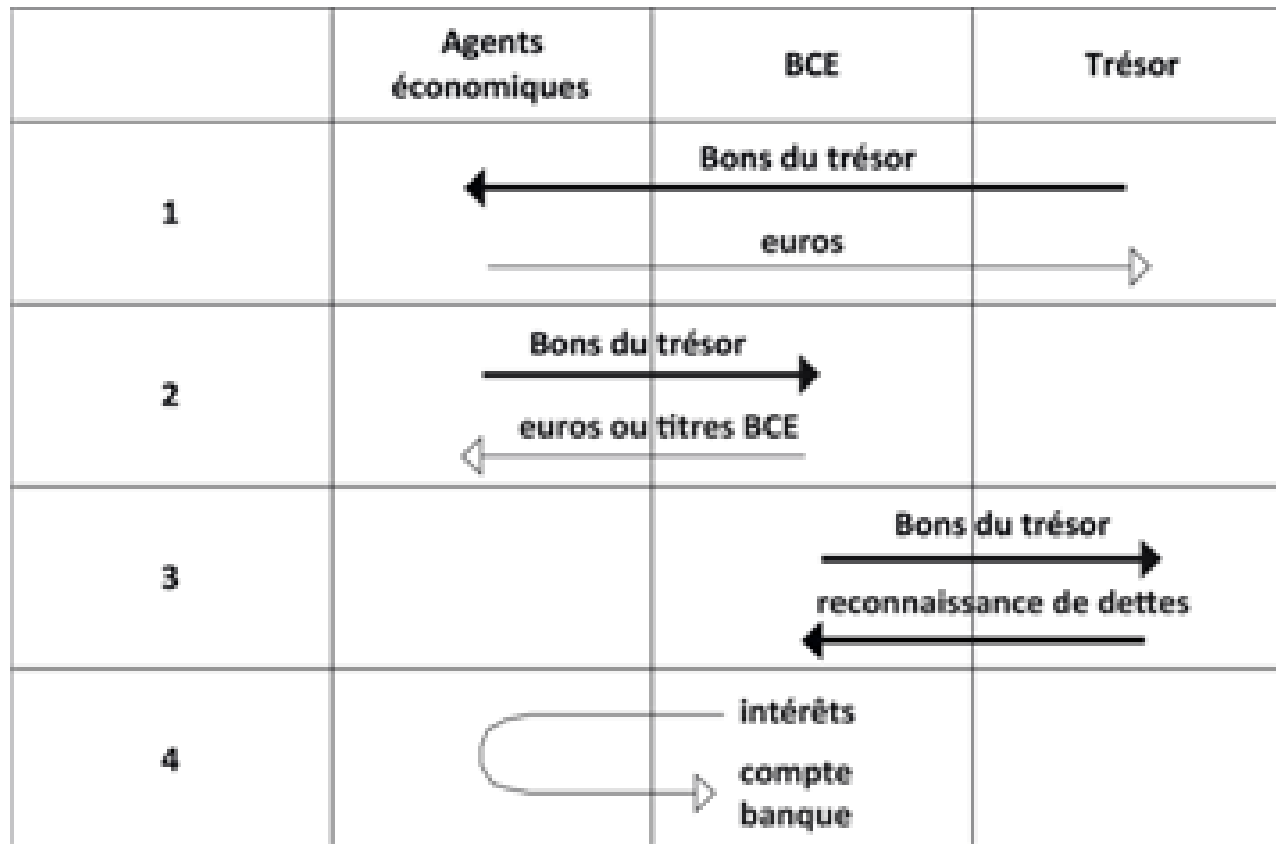 Agents
économiques
BCE
Trésor
1
Bons du trésor
euros
2
Bons du trésor
euros ou titres BCE
3
Bons du trésor
reconnaissance de dettes
4
intérêts
compte
banque